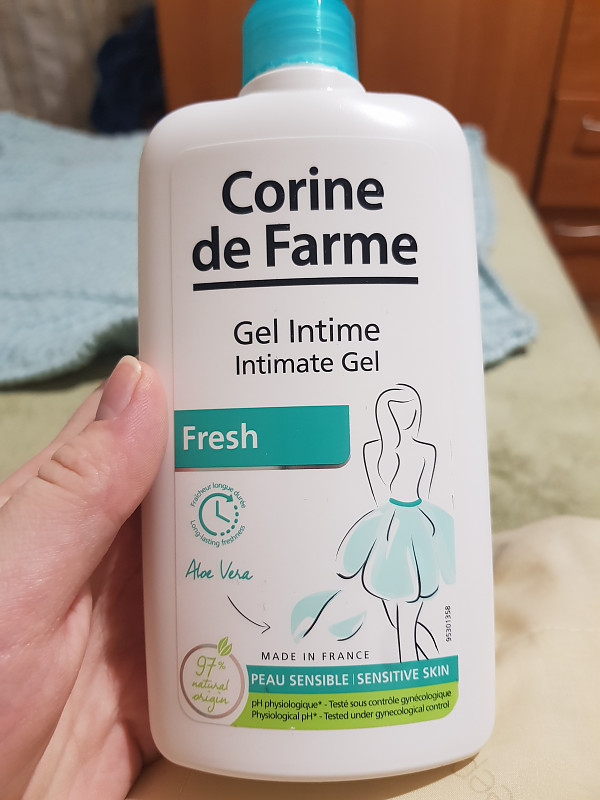 Corine
de Farme
Gel Intime
Intimate Gel
Fresh
Fraîcheur longue durée
Long-lasting freshness
Aloe Vera
95301358
MADE IN FRANCE
97%
natural
origin
PEAU SENSIBLE | SENSITIVE SKIN
pH physiologique* - Testé sous contrôle gynécologique
Physiological pH* - Tested under gynecological control